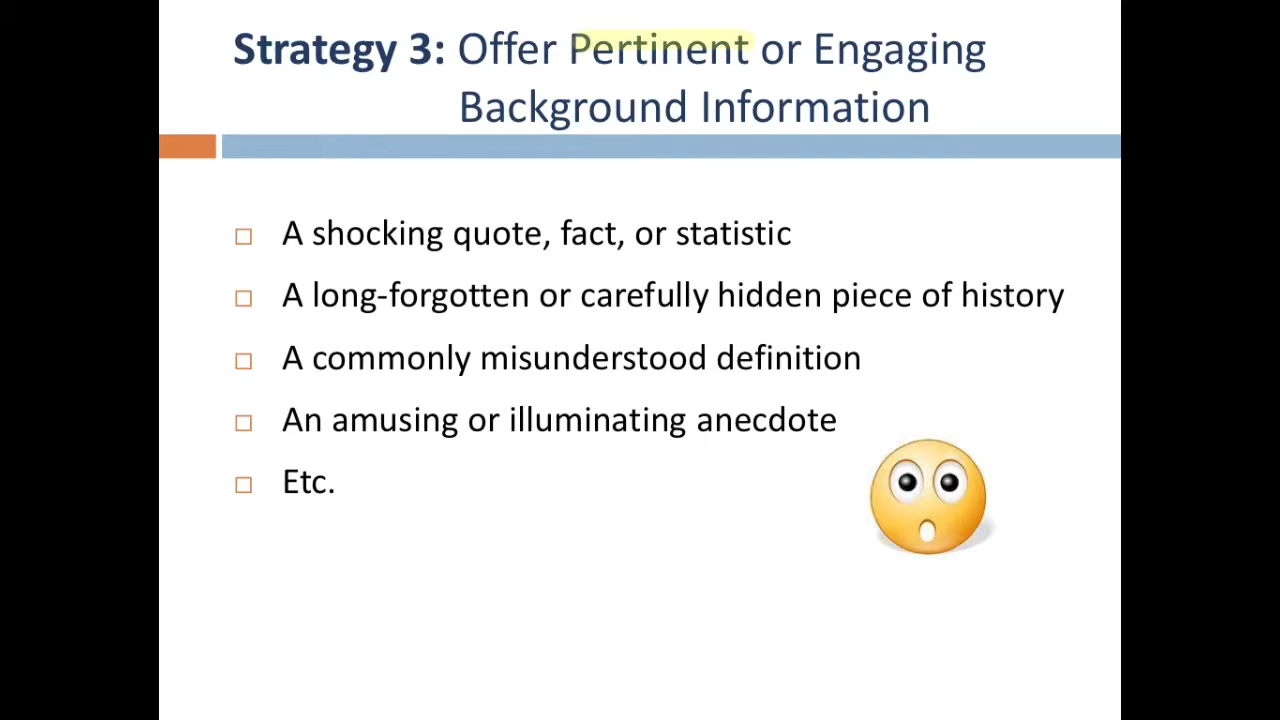 Strategy 3: Offer Pertinent or Engaging
Background Information
A shocking quote, fact, or statistic
A long-forgotten or carefully hidden piece of history
A commonly misunderstood definition
An amusing or illuminating anecdote
Etc.